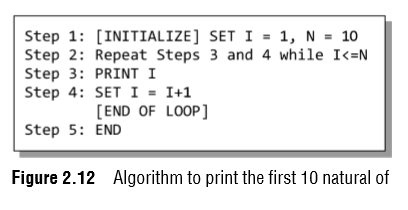 Step 1: [INITIALIZE] SET I = 1, N = 10
Step 2: Repeat Steps 3 and 4 while I<=N
Step 3: PRINT I
Step 4: SET I = I+1
[END OF LOOP]
Step 5: END
Figure 2.12 Algorithm to print the first 10 natural of